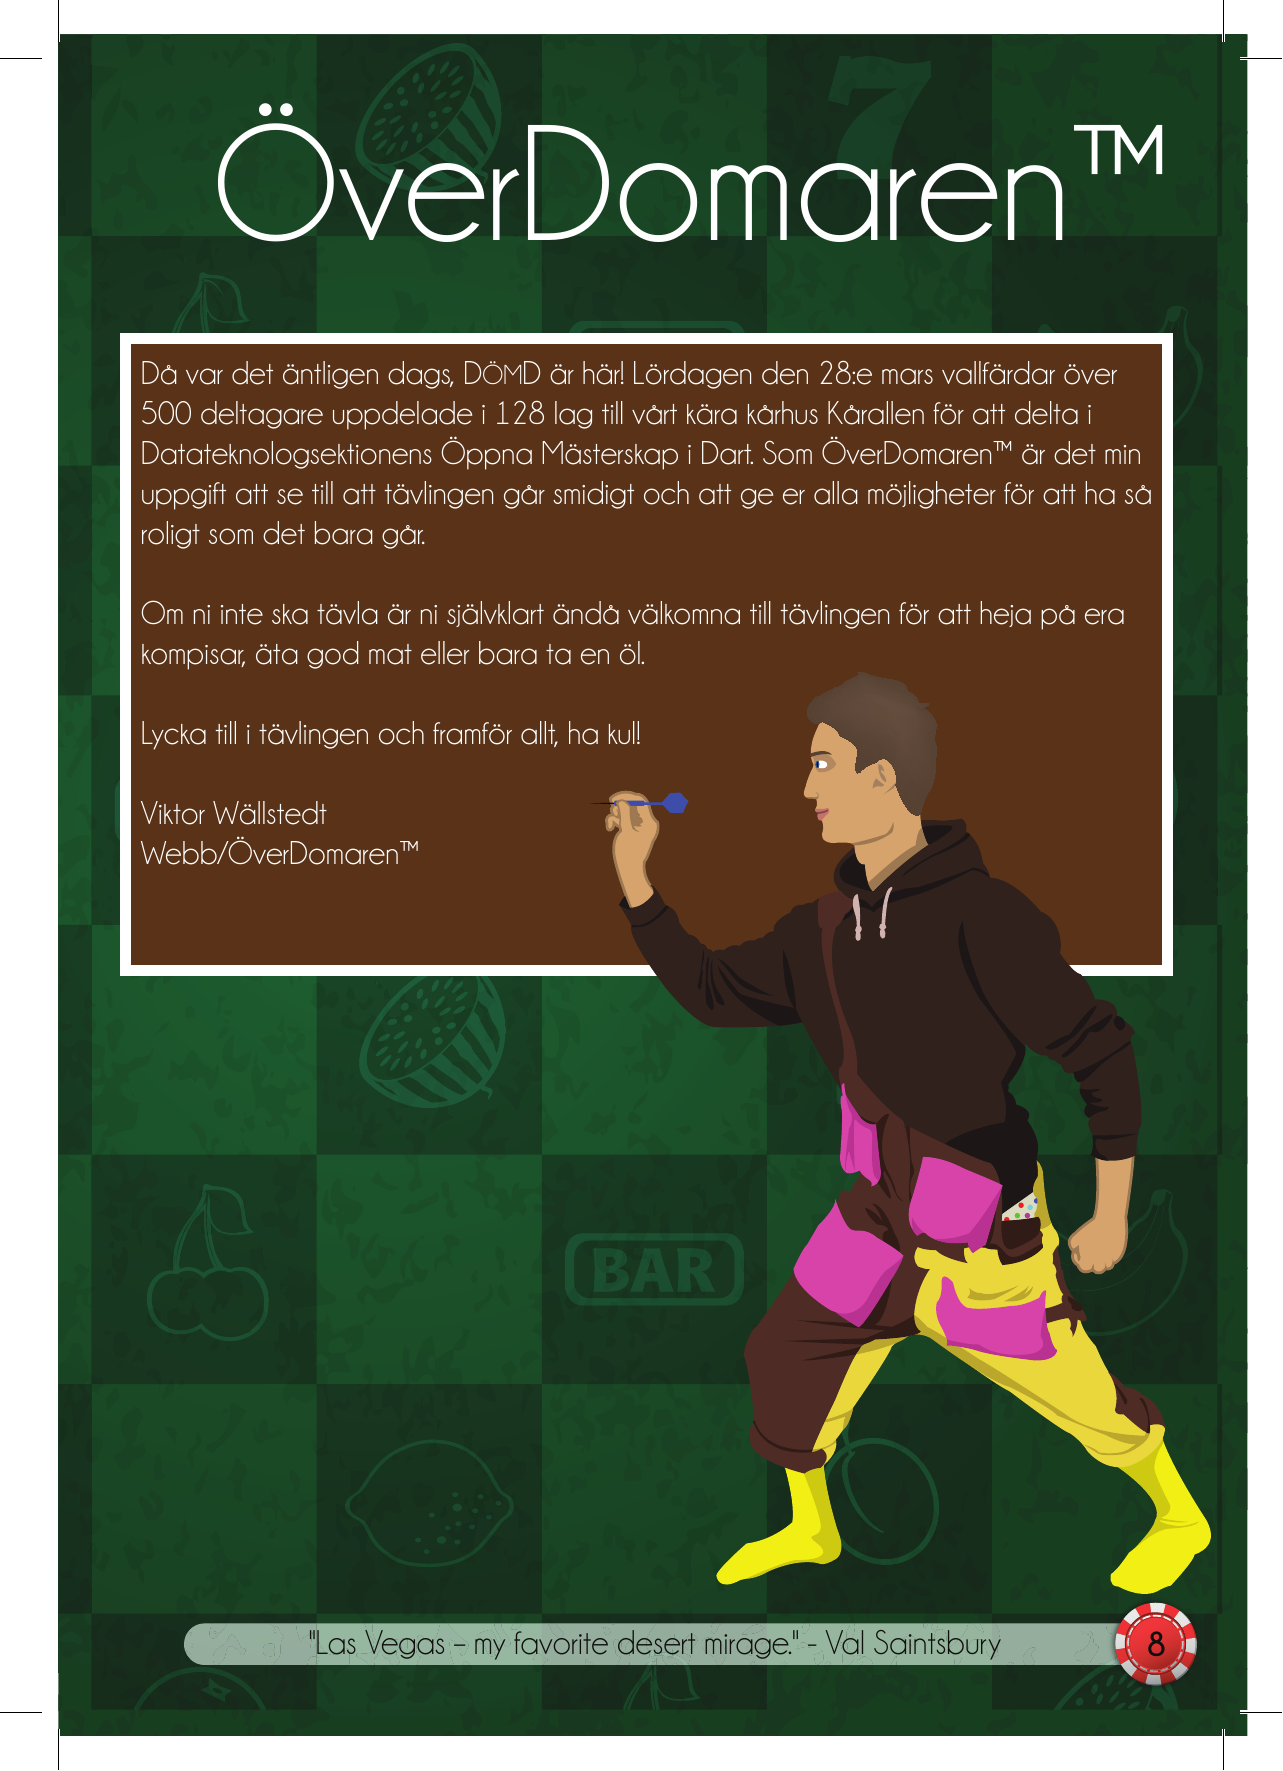 ÖverDomaren™
Då var det äntligen dags, DÖMD är här! Lördagen den 28:e mars vallfärdar över
500 deltagare uppdelade i 128 lag till vårt kära kårhus Kårallen för att delta i
Datateknologsektionens Öppna Mästerskap i Dart. Som ÖverDomaren™ är det min
uppgift att se till att tävlingen går smidigt och att ge er alla möjligheter för att ha så
roligt som det bara går.
Om ni inte ska tävla är ni självklart ändå välkomna till tävlingen för att heja på era
kompisar, äta god mat eller bara ta en öl.
Lycka till i tävlingen och framför allt, ha kul!
Viktor Wällstedt
Webb/ÖverDomaren™
7
BAR
"Las Vegas – my favorite desert mirage." - Val Saintsbury
8